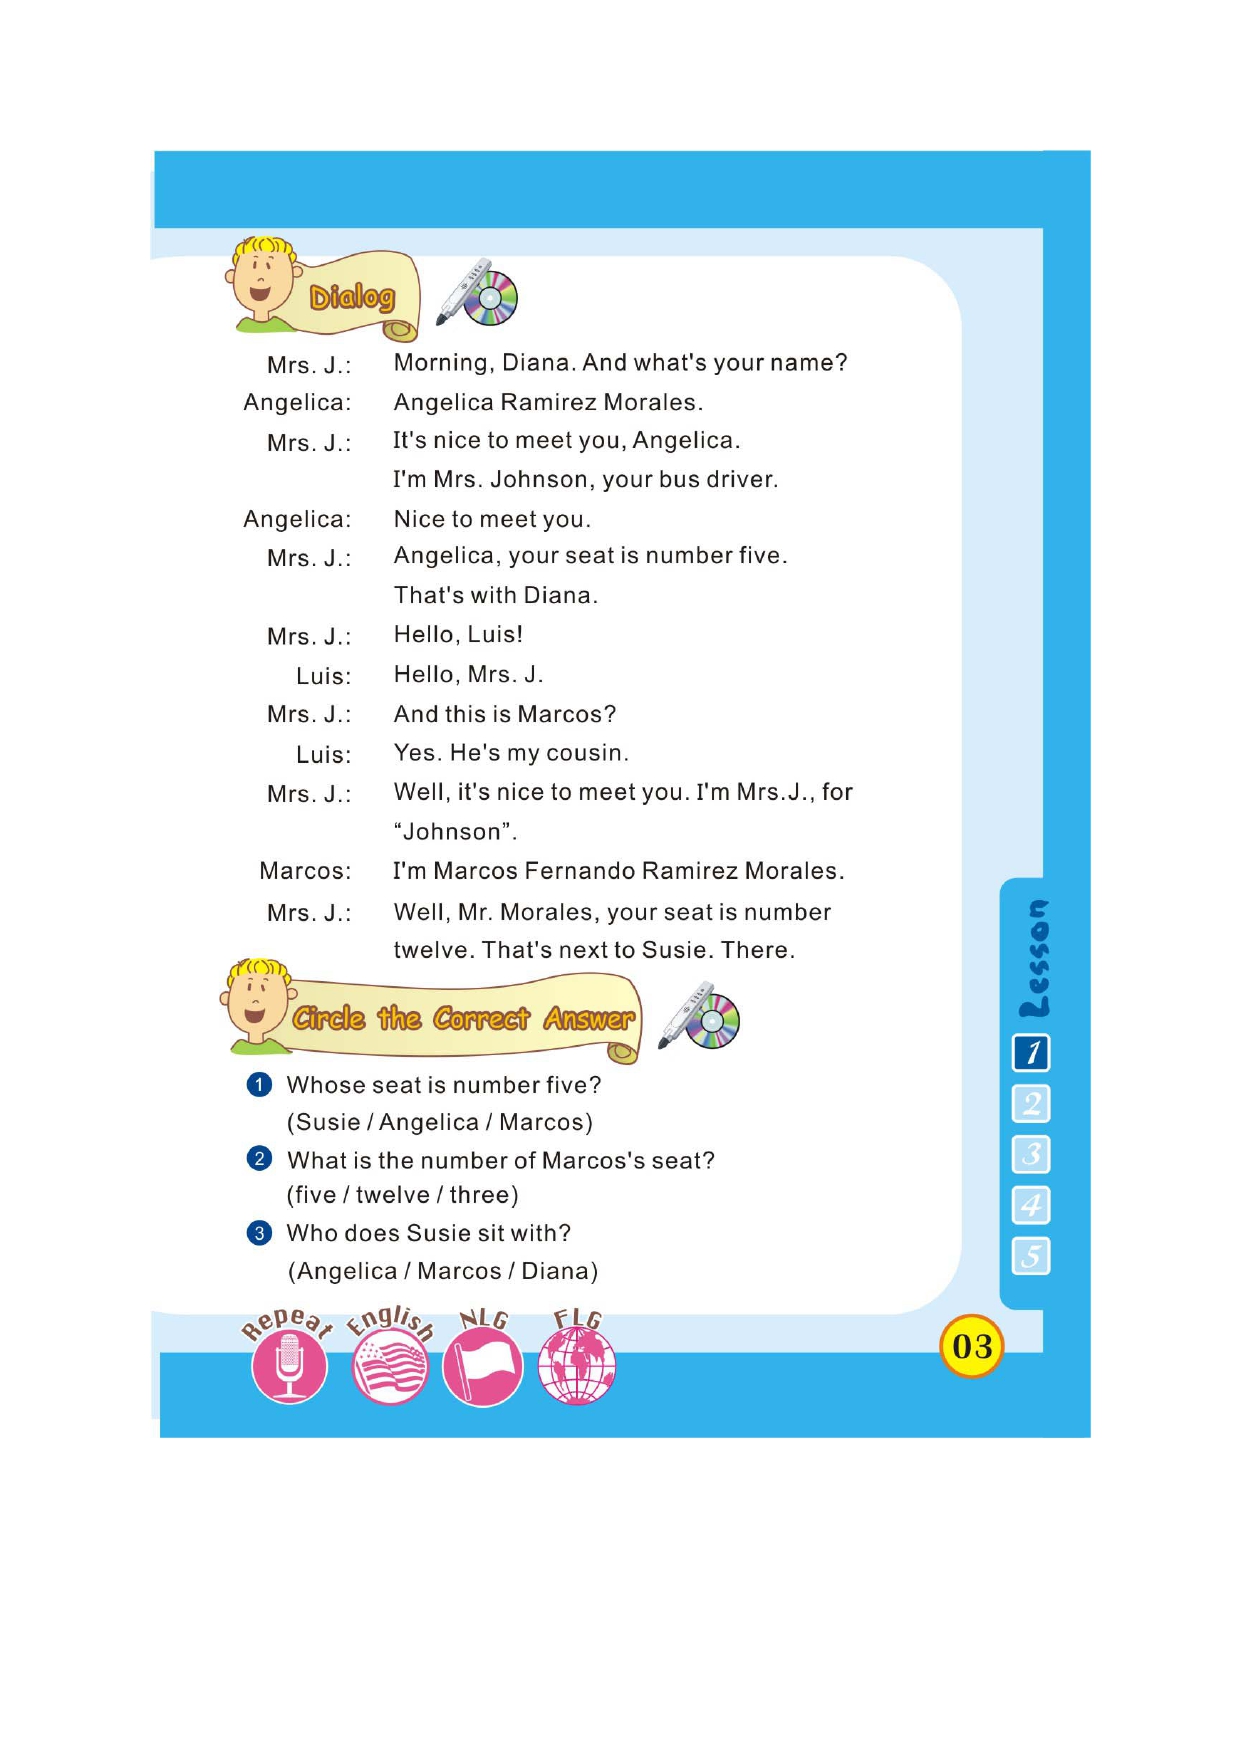 Dialog
Mrs. J.: Morning, Diana. And what's your name?
Angelica: Angelica Ramirez Morales.
Mrs. J.: It's nice to meet you, Angelica.
I'm Mrs. Johnson, your bus driver.
Angelica: Nice to meet you.
Mrs. J.: Angelica, your seat is number five.
That's with Diana.
Mrs. J.: Hello, Luis!
Luis: Hello, Mrs. J.
Mrs. J.: And this is Marcos?
Luis: Yes. He's my cousin.
Mrs. J.: Well, it's nice to meet you. I'm Mrs.J., for
“Johnson”.
Marcos: I'm Marcos Fernando Ramirez Morales.
Mrs. J.: Well, Mr. Morales, your seat is number
twelve. That's next to Susie. There.
Circle the Correct Answer
1 Whose seat is number five?
(Susie / Angelica / Marcos)
2 What is the number of Marcos's seat?
(five / twelve / three)
3 Who does Susie sit with?
(Angelica / Marcos / Diana)
Lesson
1
2
3
4
5
Repeat English NLG FLG
03